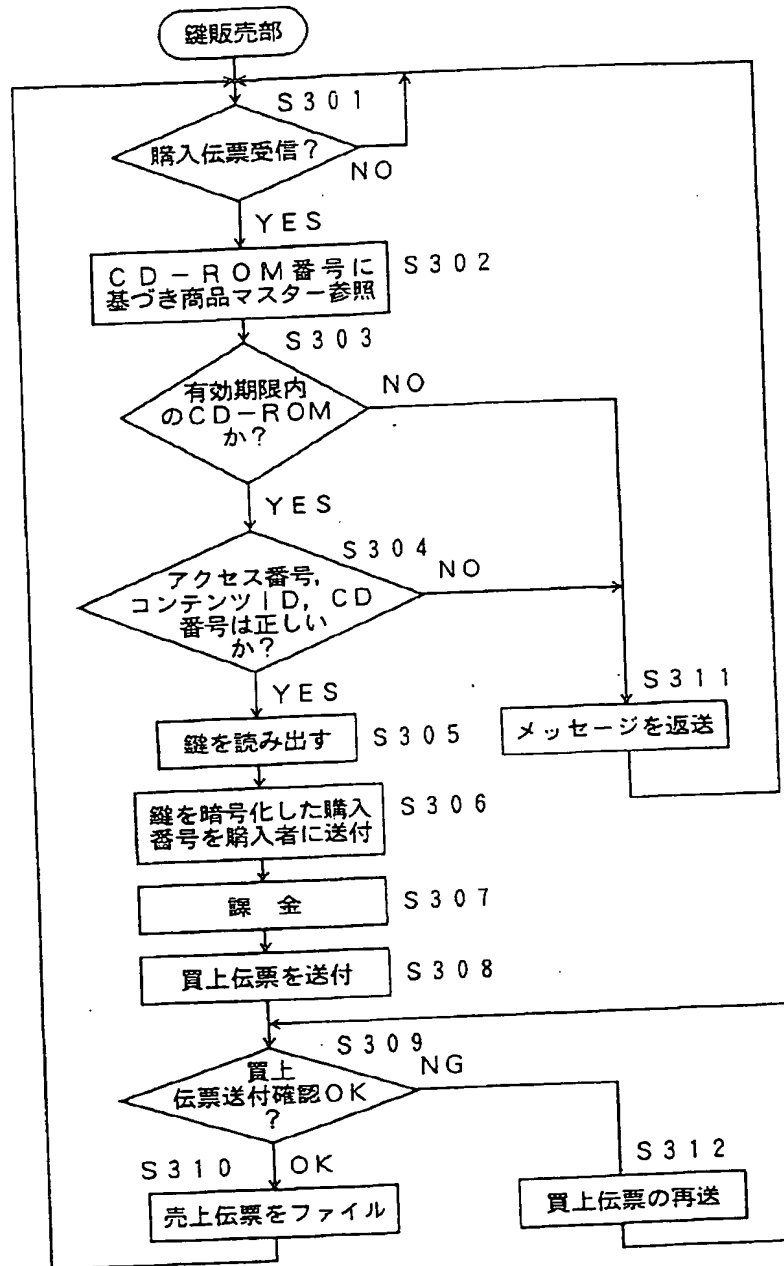 鍵販売部
S301
購入伝票受信?
NO
YES
CD-ROM番号に
基づき商品マスター参照
S302
S303
有効期限内
のCD-ROM
か?
NO
YES
S304
アクセス番号,
コンテンツID, CD
番号は正しい
か?
NO
YES
S311
メッセージを返送
鍵を読み出す
S305
鍵を暗号化した購入
番号を購入者に送付
S306
課 金
S307
買上伝票を送付
S308
S309
買上
伝票送付確認OK
?
NG
S310
OK
S312
売上伝票をファイル
買上伝票の再送